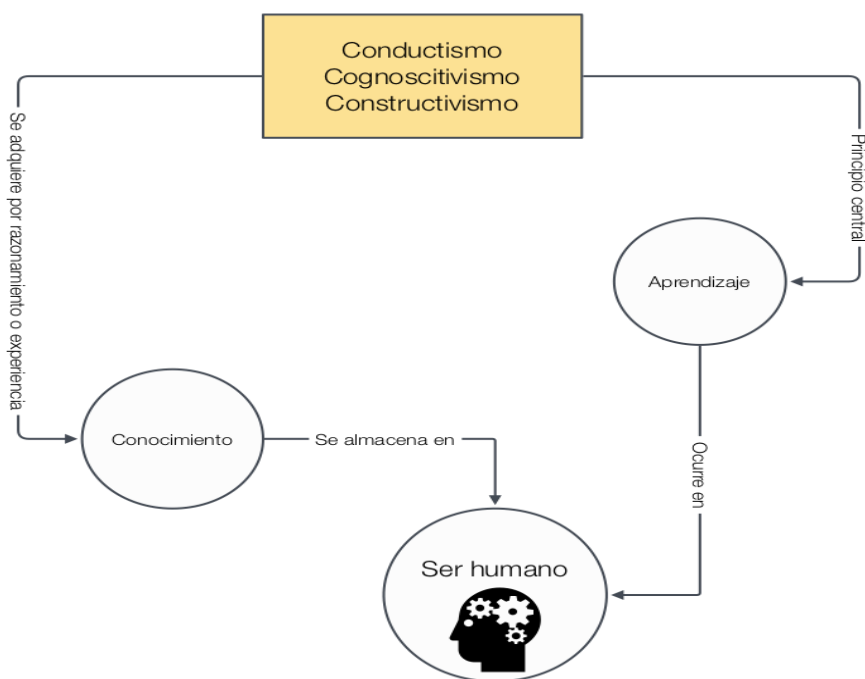 Conductismo
Cognoscitivismo
Constructivismo
Se adquiere por razonamiento o experiencia
Principio central
Aprendizaje
Conocimiento
Se almacena en
Ocurre en
Ser humano